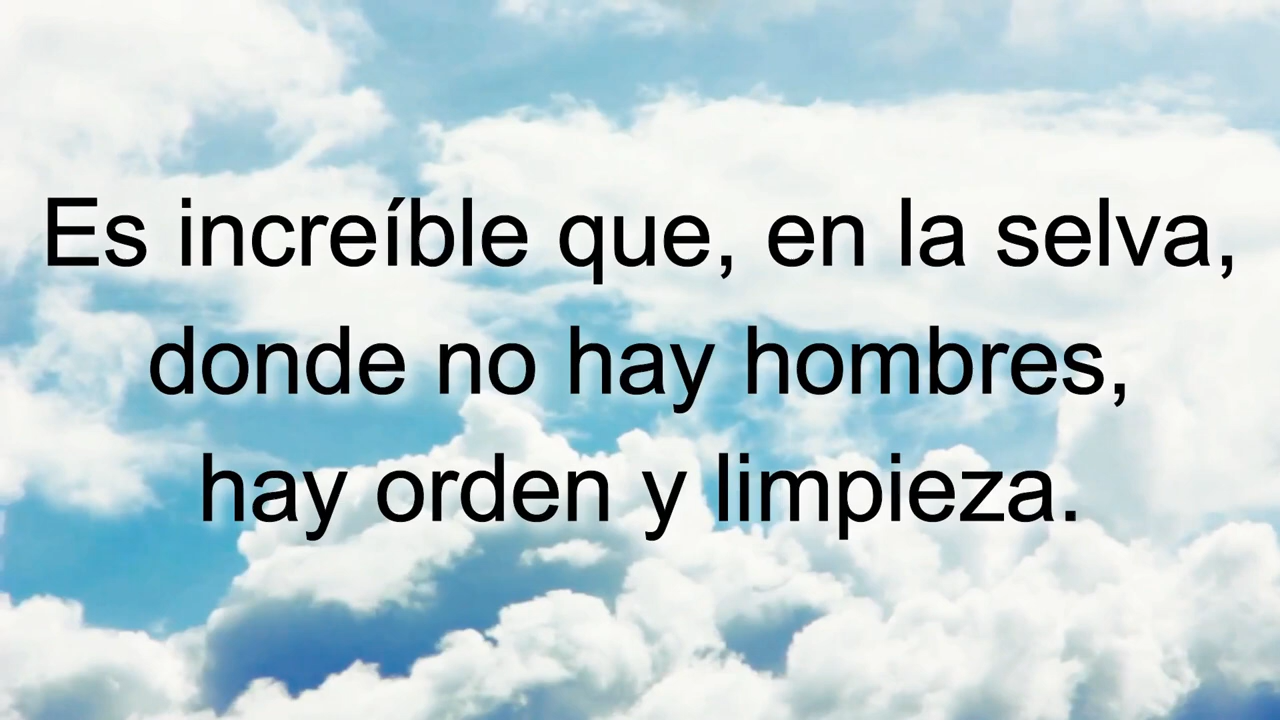 Es increíble que, en la selva,
donde no hay hombres,
hay orden y limpieza.